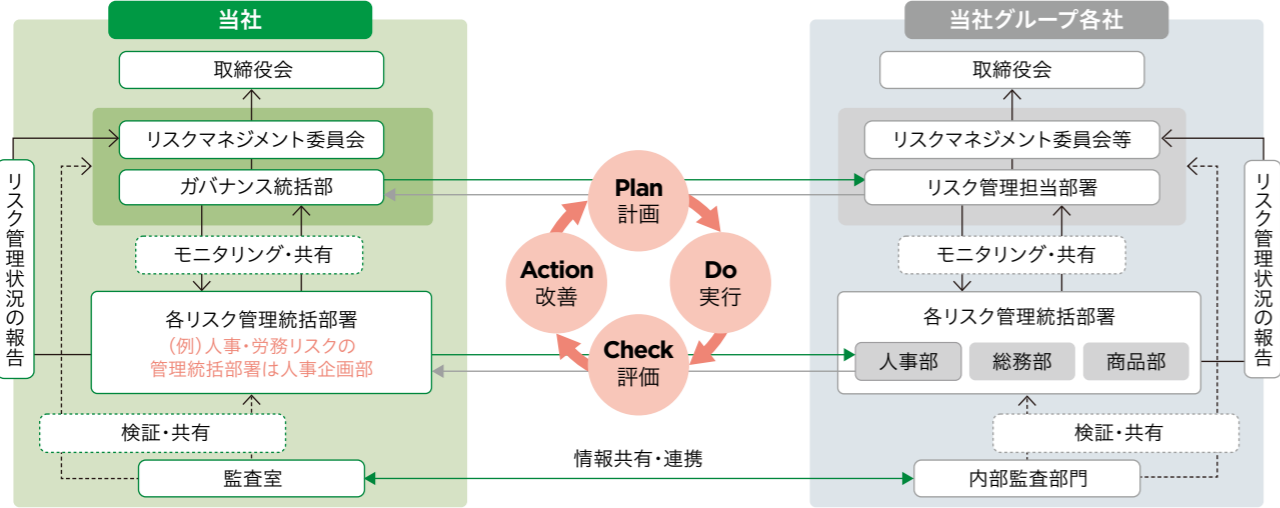 当社
取締役会
リスクマネジメント委員会
ガバナンス統括部
モニタリング・共有
各リスク管理統括部署
(例)人事・労務リスクの
管理統括部署は人事企画部
検証・共有
監査室
リスク管理状況の報告
Plan
計画
Do
実行
Check
評価
Action
改善
情報共有・連携
当社グループ各社
取締役会
リスクマネジメント委員会等
リスク管理担当部署
モニタリング・共有
各リスク管理統括部署
人事部
総務部
商品部
検証・共有
内部監査部門
リスク管理状況の報告